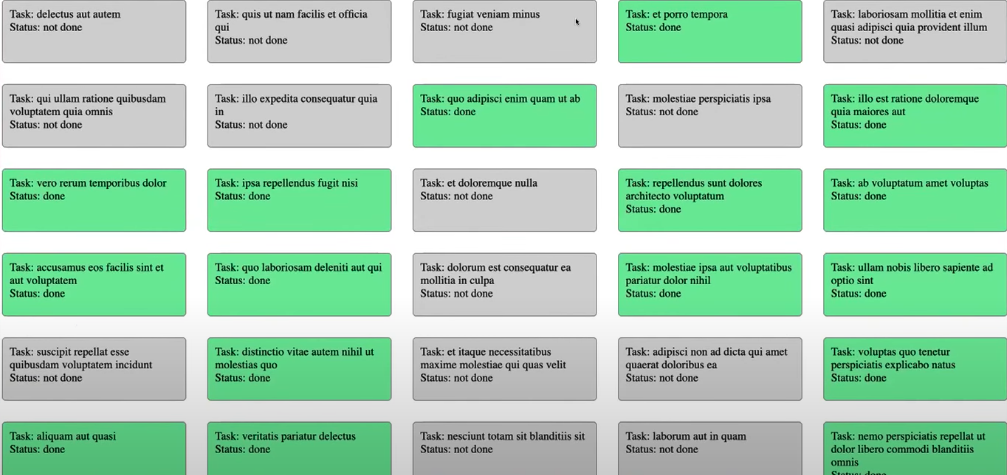 Task: delectus aut autem
Status: not done
Task: quis ut nam facilis et officia
qui
Status: not done
Task: fugiat veniam minus
Status: not done
Task: et porro tempora
Status: done
Task: laboriosam mollitia et enim
quasi adipisci quia provident illum
Status: not done
Task: qui ullam ratione quibusdam
voluptatem quia omnis
Status: not done
Task: illo expedita consequatur quia
in
Status: not done
Task: quo adipisci enim quam ut ab
Status: done
Task: molestiae perspiciatis ipsa
Status: not done
Task: illo est ratione doloremque
quia maiores aut
Status: done
Task: vero rerum temporibus dolor
Status: done
Task: ipsa repellendus fugit nisi
Status: done
Task: et doloremque nulla
Status: not done
Task: repellendus sunt dolores
architecto voluptatum
Status: done
Task: ab voluptatum amet voluptas
Status: done
Task: accusamus eos facilis sint et
aut voluptatem
Status: done
Task: quo laboriosam deleniti aut qui
Status: done
Task: dolorum est consequatur ea
mollitia in culpa
Status: not done
Task: molestiae ipsa aut voluptatibus
pariatur dolor nihil
Status: done
Task: ullam nobis libero sapiente ad
optio sint
Status: done
Task: suscipit repellat esse
quibusdam voluptatem incidunt
Status: not done
Task: distinctio vitae autem nihil ut
molestias quo
Status: done
Task: et itaque necessitatibus
maxime molestiae qui quas velit
Status: not done
Task: adipisci non ad dicta qui amet
quaerat doloribus ea
Status: not done
Task: voluptas quo tenetur
perspiciatis explicabo natus
Status: done
Task: aliquam aut quasi
Status: done
Task: veritatis pariatur delectus
Status: done
Task: nesciunt totam sit blanditiis sit
Status: not done
Task: laborum aut in quam
Status: not done
Task: nemo perspiciatis repellat ut
dolor libero commodi blanditiis
omnis
Status: done